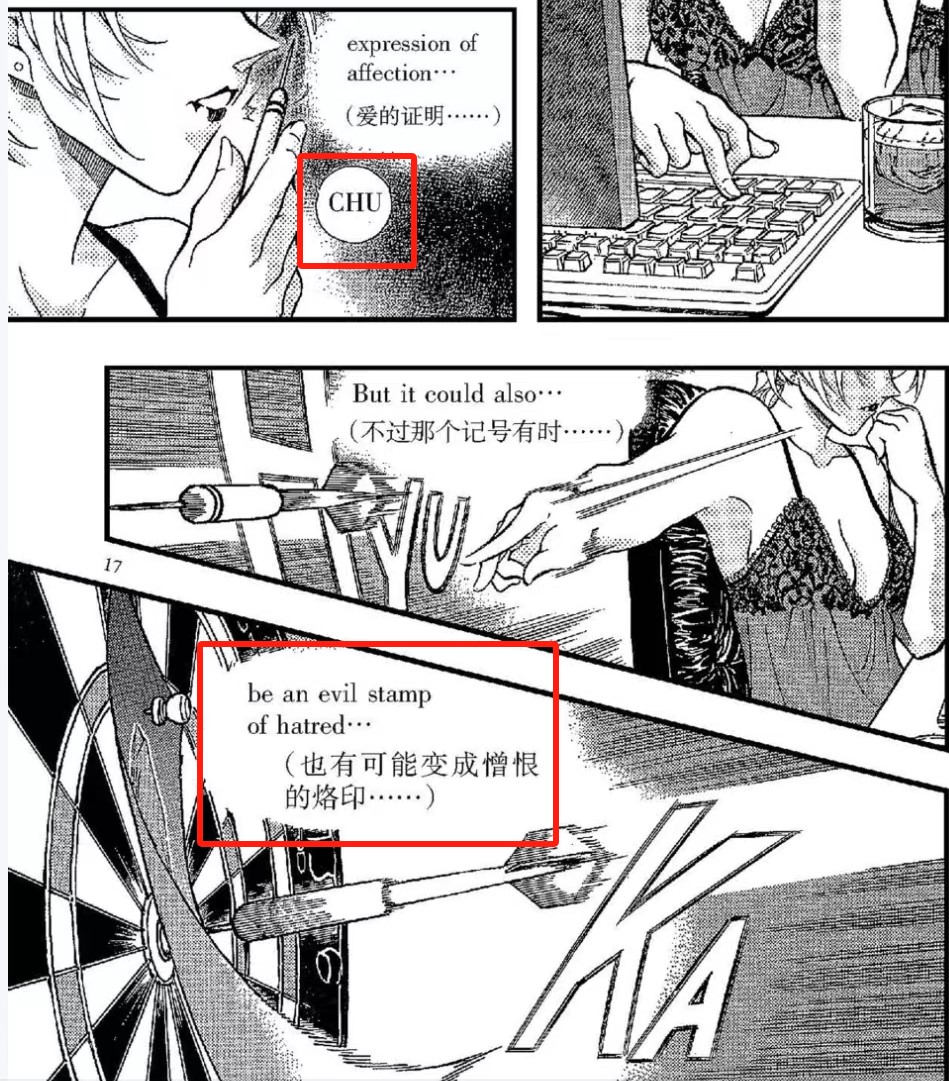 expression of
affection…
（爱的证明……）
CHU
But it could also…
（不过那个记号有时……）
YU
17
be an evil stamp
of hatred…
（也有可能变成憎恨
的烙印……）
KA